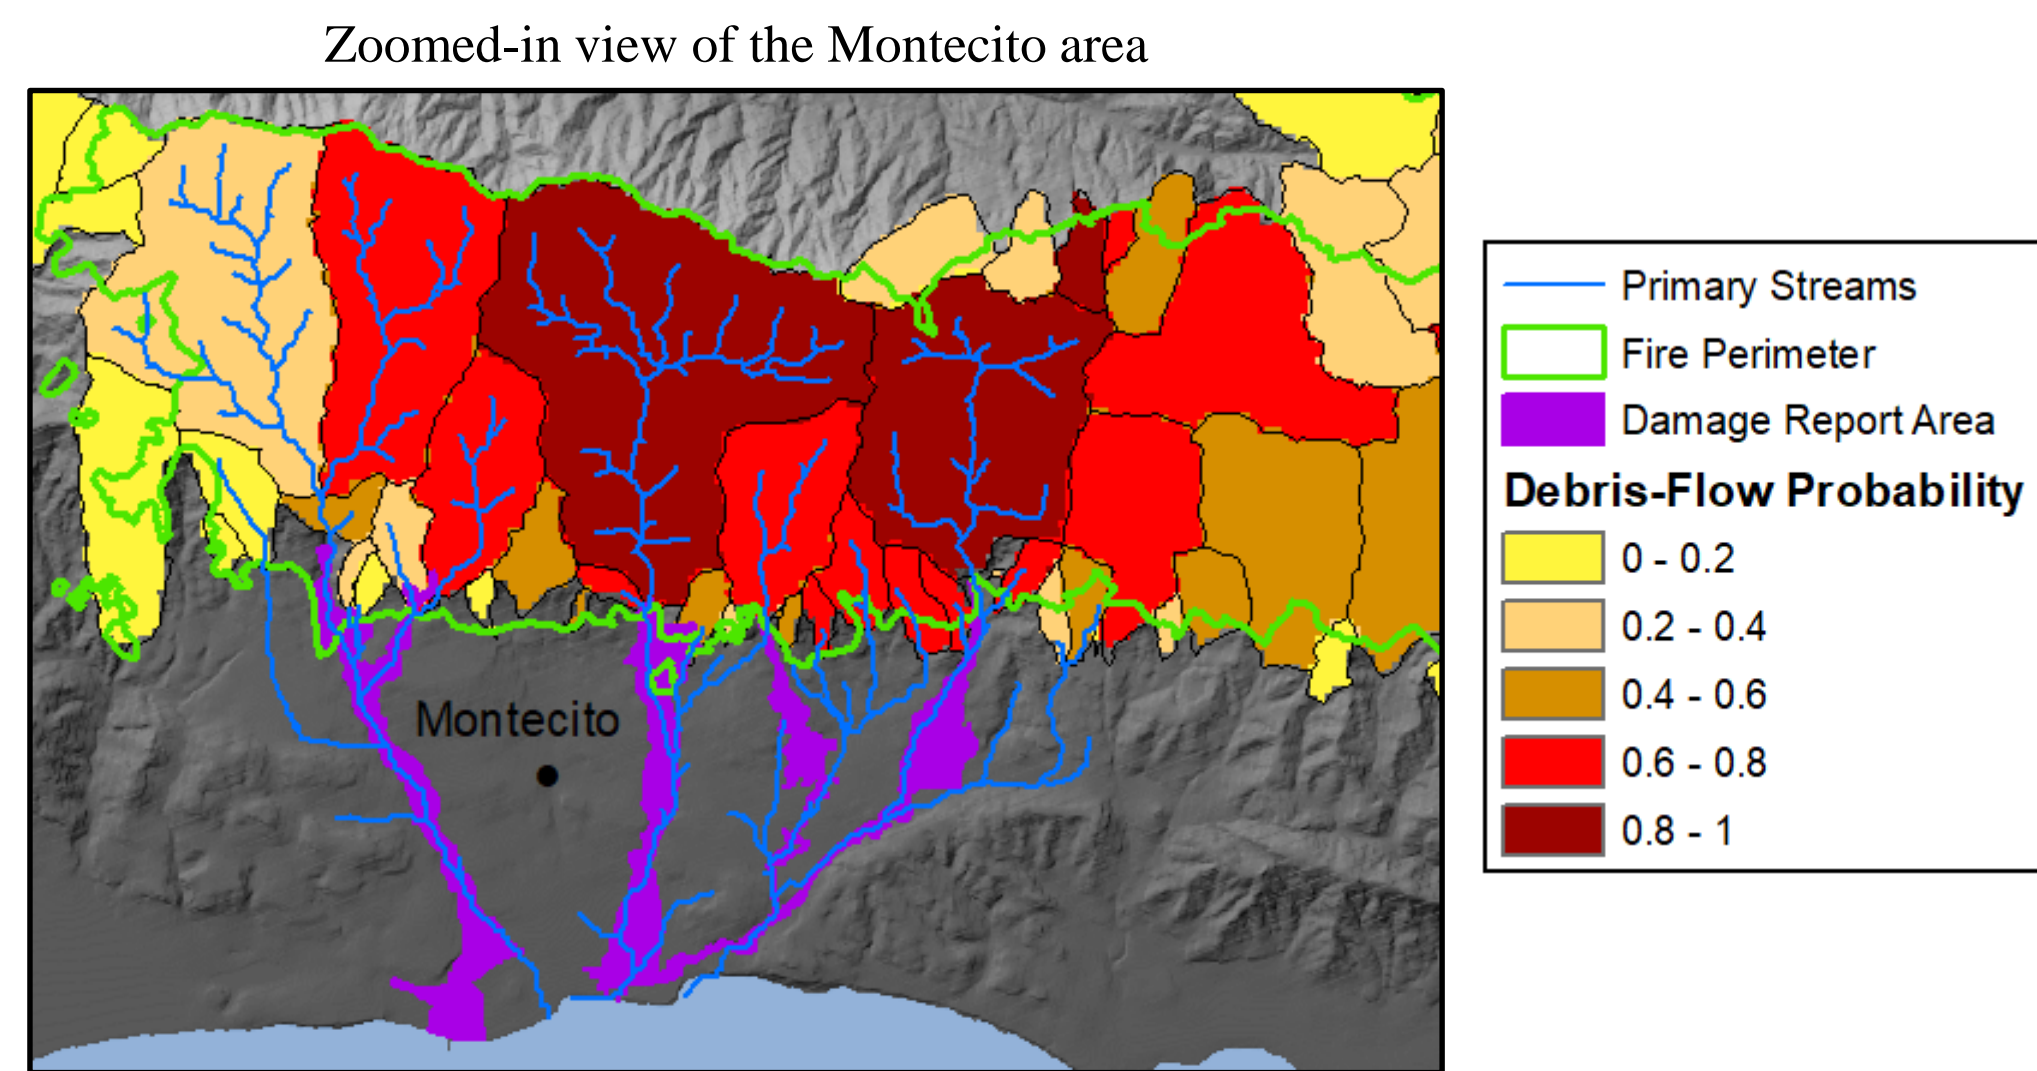 Zoomed-in view of the Montecito area
Montecito
Primary Streams
Fire Perimeter
Damage Report Area
Debris-Flow Probability
0 - 0.2
0.2 - 0.4
0.4 - 0.6
0.6 - 0.8
0.8 - 1